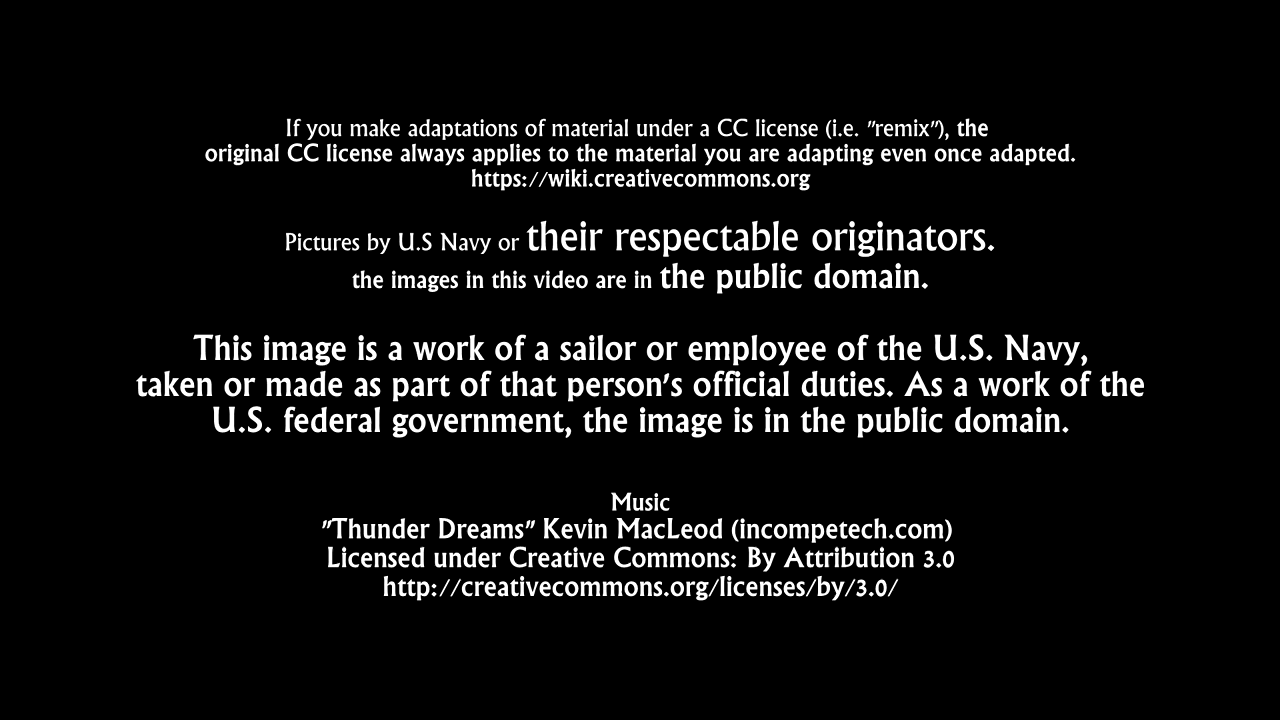 If you make adaptations of material under a CC license (i.e. "remix"), the
original CC license always applies to the material you are adapting even once adapted.
https://wiki.creativecommons.org
Pictures by U.S Navy or their respectable originators.
the images in this video are in the public domain.
This image is a work of a sailor or employee of the U.S. Navy,
taken or made as part of that person's official duties. As a work of the
U.S. federal government, the image is in the public domain.
Music
"Thunder Dreams" Kevin MacLeod (incompetech.com)
Licensed under Creative Commons: By Attribution 3.0
http://creativecommons.org/licenses/by/3.0/